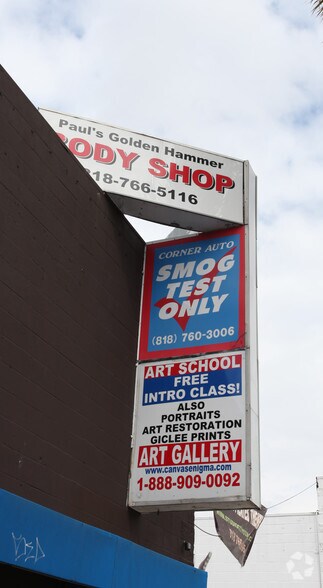 Paul's Golden Hammer
BODY SHOP
818-766-5116
CORNER AUTO
SMOG
TEST
ONLY
(818) 760-3006
ART SCHOOL
FREE
INTRO CLASS!
ALSO
PORTRAITS
ART RESTORATION
GICLEE PRINTS
ART GALLERY
www.canvasenigma.com
1-888-909-0092